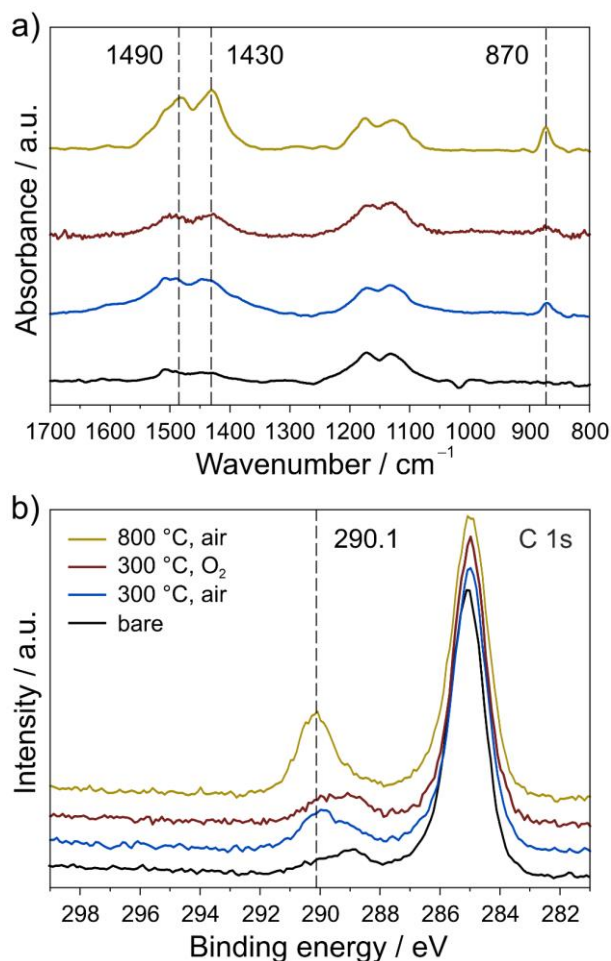 a)
1490 1430 870
Absorbance / a.u.
1700 1600 1500 1400 1300 1200 1100 1000 900 800
Wavenumber / cm⁻¹
b)
800 °C, air
300 °C, O₂
300 °C, air
bare
290.1
C 1s
Intensity / a.u.
298 296 294 292 290 288 286 284 282
Binding energy / eV